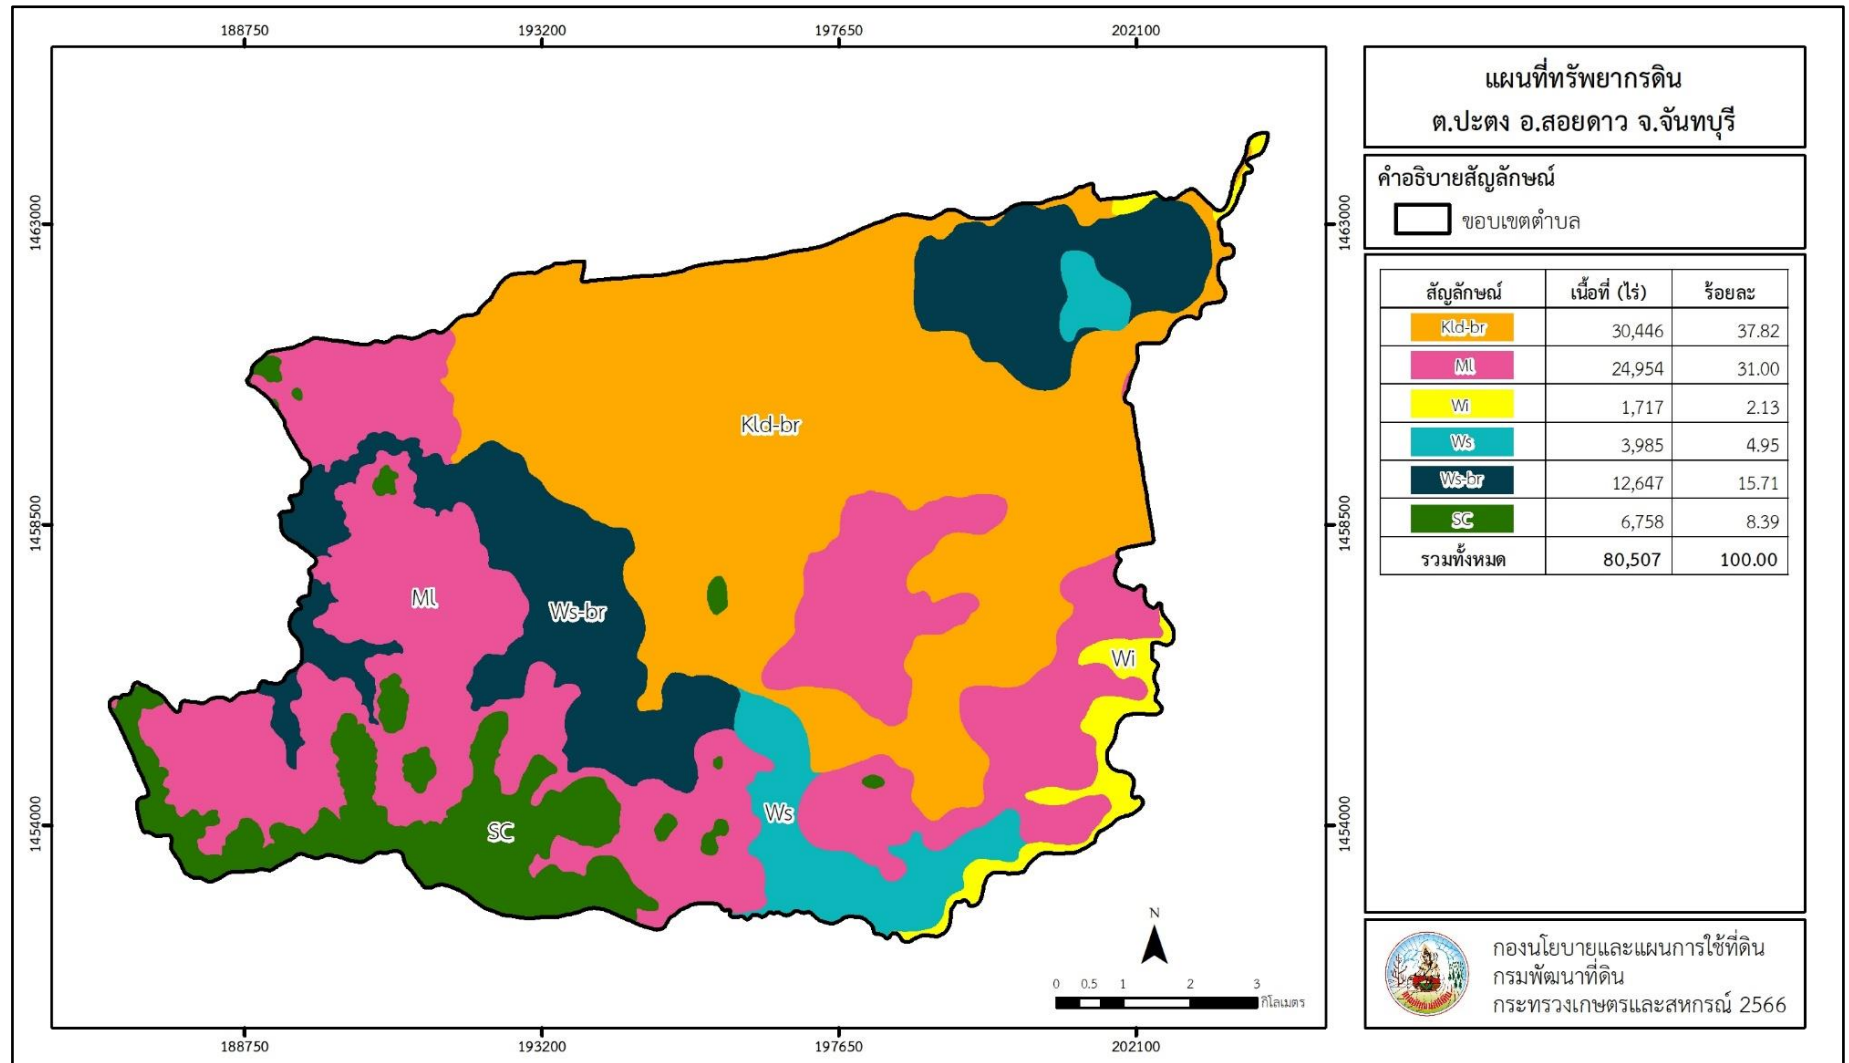 188750 193200 197650 202100
แผนที่ทรัพยากรดิน
ต.ปะตง อ.สอยดาว จ.จันทบุรี
คำอธิบายสัญลักษณ์
ขอบเขตตำบล
สัญลักษณ์ เนื้อที่ (ไร่) ร้อยละ
Kld-br 30,446 37.82
Ml 24,954 31.00
Wi 1,717 2.13
Ws 3,985 4.95
Ws-br 12,647 15.71
SC 6,758 8.39
รวมทั้งหมด 80,507 100.00
1463000 1463000
Kld-br
1458500 1458500
Ml
Ws-br
Wi
Ws
SC
1454000 1454000
N
0 0.5 1 2 3
กิโลเมตร
188750 193200 197650 202100
กองนโยบายและแผนการใช้ที่ดิน
กรมพัฒนาที่ดิน
กระทรวงเกษตรและสหกรณ์ 2566